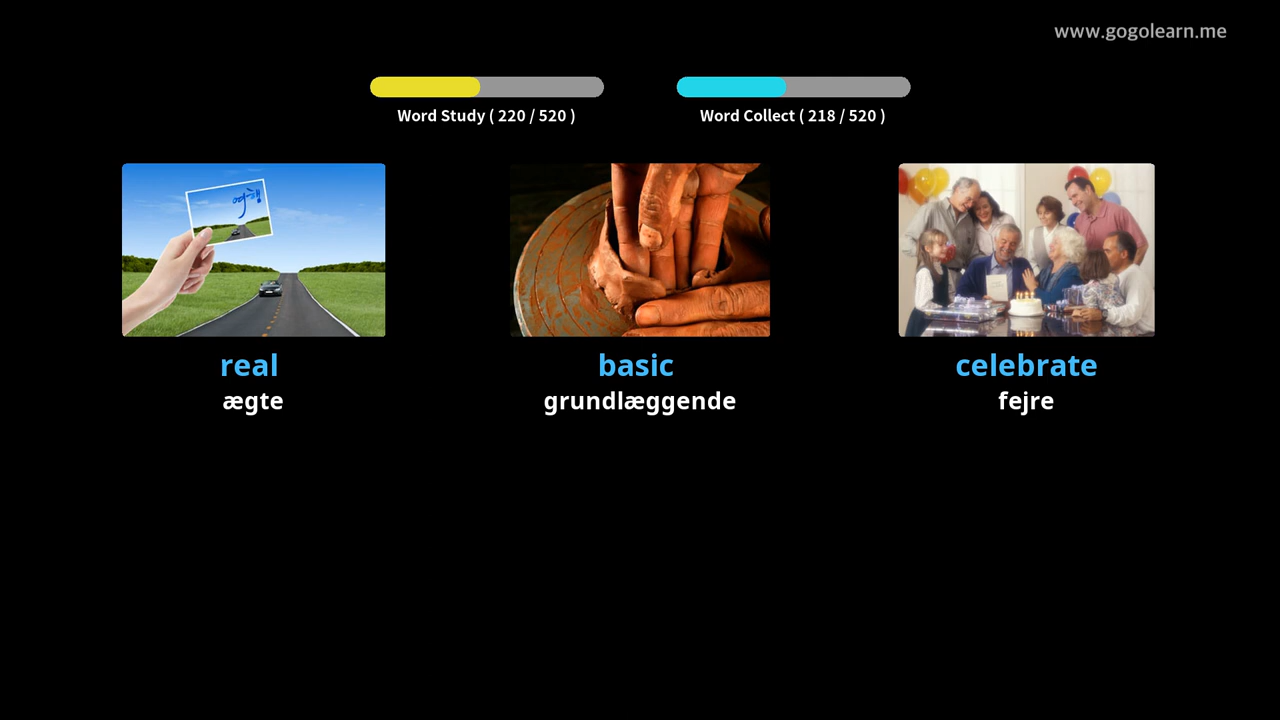 www.gogolearn.me
Word Study ( 220 / 520 )
Word Collect ( 218 / 520 )
real
basic
celebrate
ægte
grundlæggende
fejre